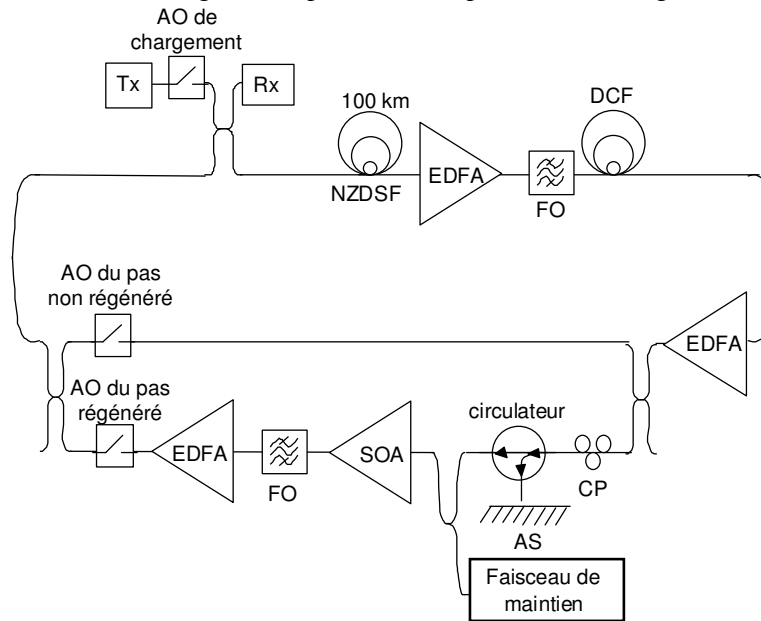 AO de
chargement
Tx
Rx
100 km
NZDSF
EDFA
FO
DCF
AO du pas
non régénéré
EDFA
AO du pas
régénéré
EDFA
FO
SOA
circulateur
CP
AS
Faisceau de
maintien